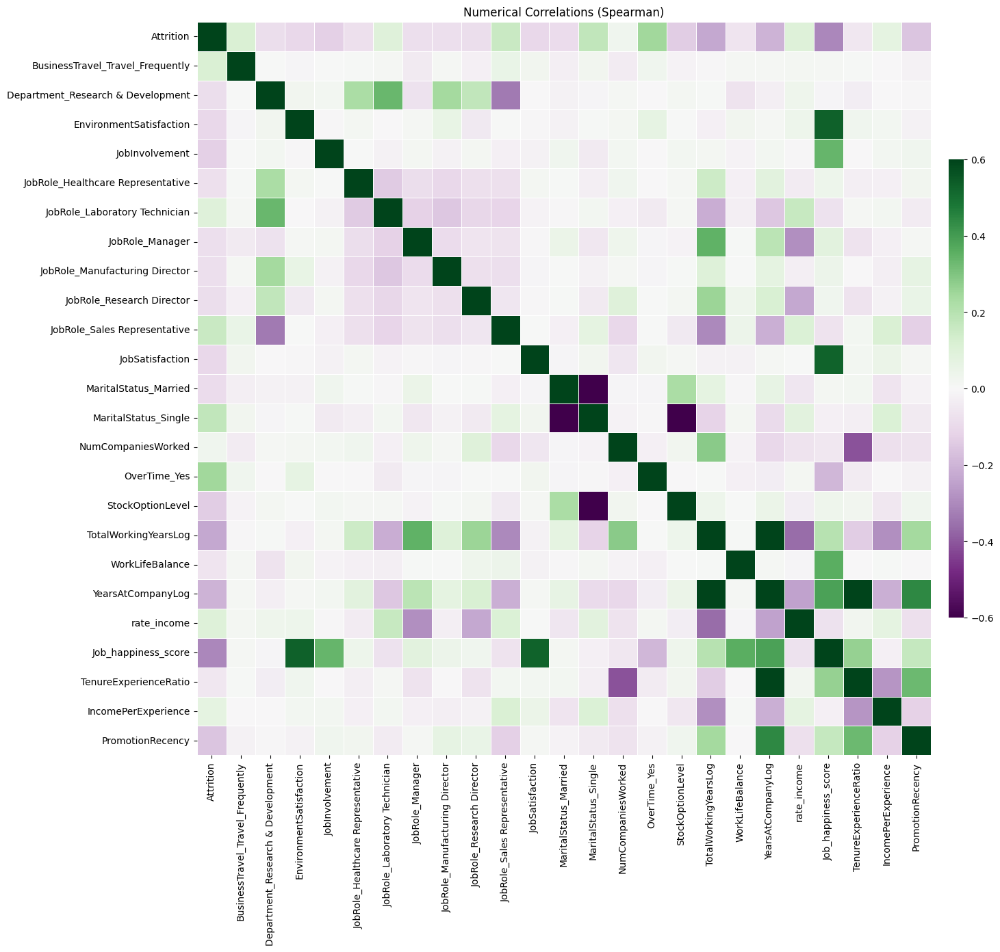 Numerical Correlations (Spearman)
Attrition
BusinessTravel_Travel_Frequently
Department_Research & Development
EnvironmentSatisfaction
JobInvolvement
JobRole_Healthcare Representative
JobRole_Laboratory Technician
JobRole_Manager
JobRole_Manufacturing Director
JobRole_Research Director
JobRole_Sales Representative
JobSatisfaction
MaritalStatus_Married
MaritalStatus_Single
NumCompaniesWorked
OverTime_Yes
StockOptionLevel
TotalWorkingYearsLog
WorkLifeBalance
YearsAtCompanyLog
rate_income
Job_happiness_score
TenureExperienceRatio
IncomePerExperience
PromotionRecency
Attrition
BusinessTravel_Travel_Frequently
Department_Research & Development
EnvironmentSatisfaction
JobInvolvement
JobRole_Healthcare Representative
JobRole_Laboratory Technician
JobRole_Manager
JobRole_Manufacturing Director
JobRole_Research Director
JobRole_Sales Representative
JobSatisfaction
MaritalStatus_Married
MaritalStatus_Single
NumCompaniesWorked
OverTime_Yes
StockOptionLevel
TotalWorkingYearsLog
WorkLifeBalance
YearsAtCompanyLog
rate_income
Job_happiness_score
TenureExperienceRatio
IncomePerExperience
PromotionRecency
0.6
0.4
0.2
0.0
−0.2
−0.4
−0.6